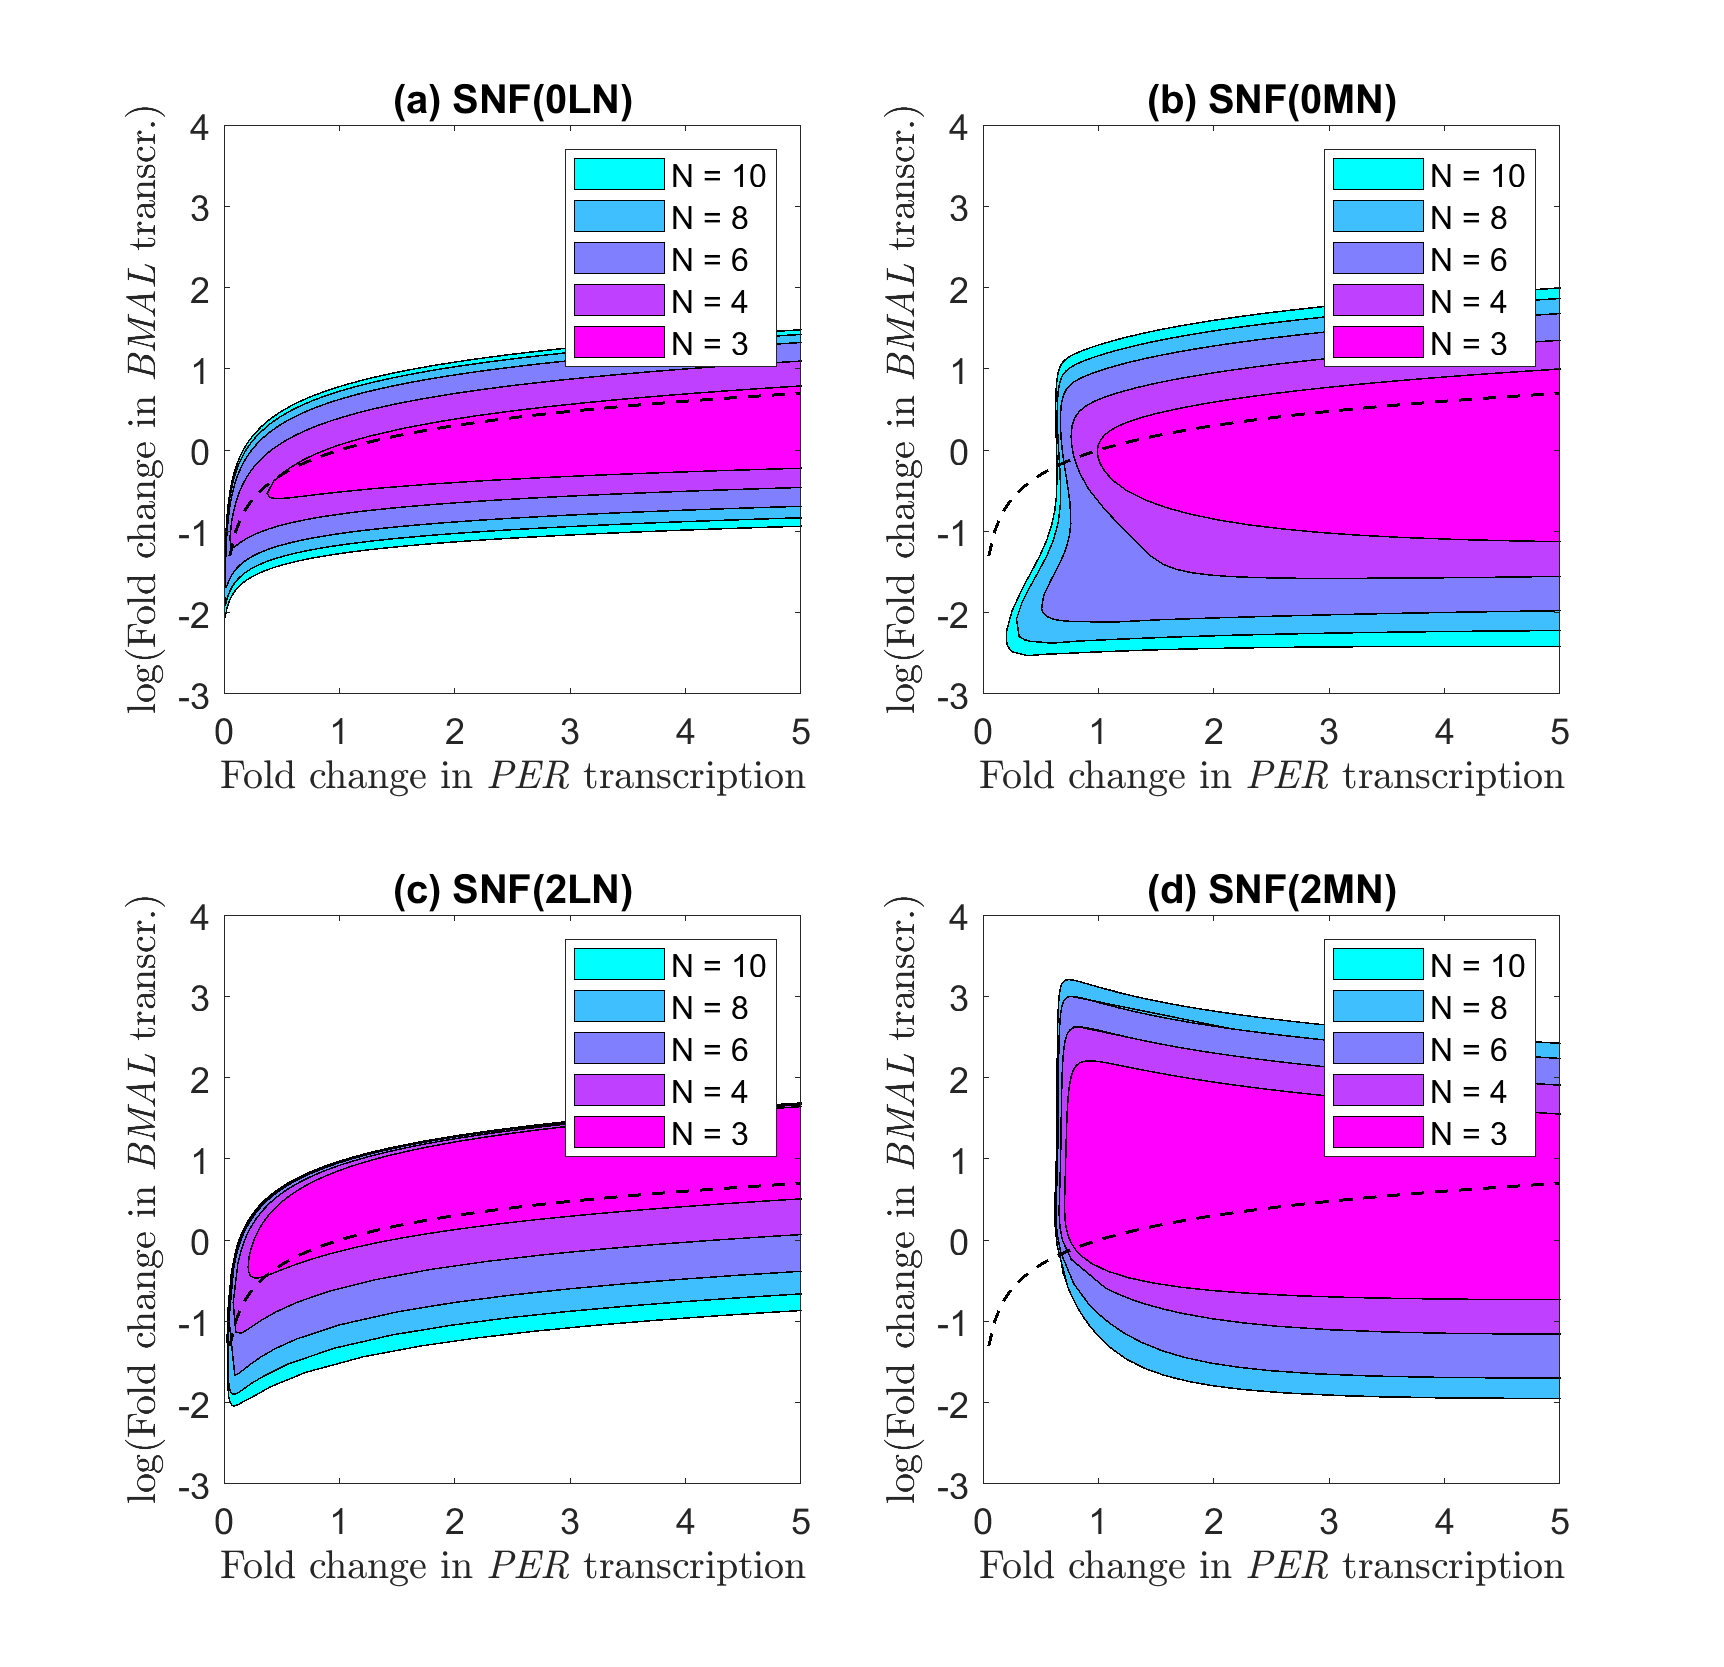 (a) SNF(0LN)
log(Fold change in BMAL transcr.)
4
3
2
1
0
-1
-2
-3
N = 10
N = 8
N = 6
N = 4
N = 3
0 1 2 3 4 5
Fold change in PER transcription
(b) SNF(0MN)
log(Fold change in BMAL transcr.)
4
3
2
1
0
-1
-2
-3
N = 10
N = 8
N = 6
N = 4
N = 3
0 1 2 3 4 5
Fold change in PER transcription
(c) SNF(2LN)
log(Fold change in BMAL transcr.)
4
3
2
1
0
-1
-2
-3
N = 10
N = 8
N = 6
N = 4
N = 3
0 1 2 3 4 5
Fold change in PER transcription
(d) SNF(2MN)
log(Fold change in BMAL transcr.)
4
3
2
1
0
-1
-2
-3
N = 10
N = 8
N = 6
N = 4
N = 3
0 1 2 3 4 5
Fold change in PER transcription